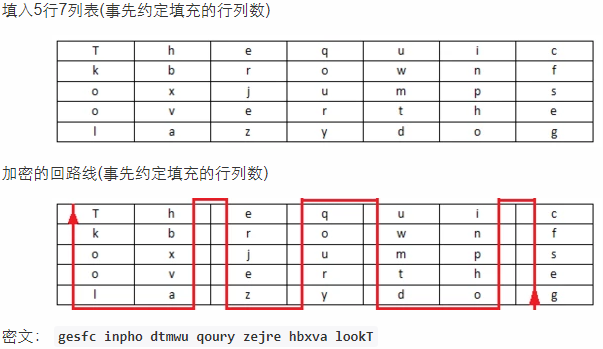 填入5行7列表(事先约定填充的行列数)
T h e q u i c
k b r o w n f
o x j u m p s
o v e r t h e
l a z y d o g
加密的回路线(事先约定填充的行列数)
T h e q u i c
k b r o w n f
o x j u m p s
o v e r t h e
l a z y d o g
密文： gesfc inpho dtmwu qoury zejre hbxva lookT